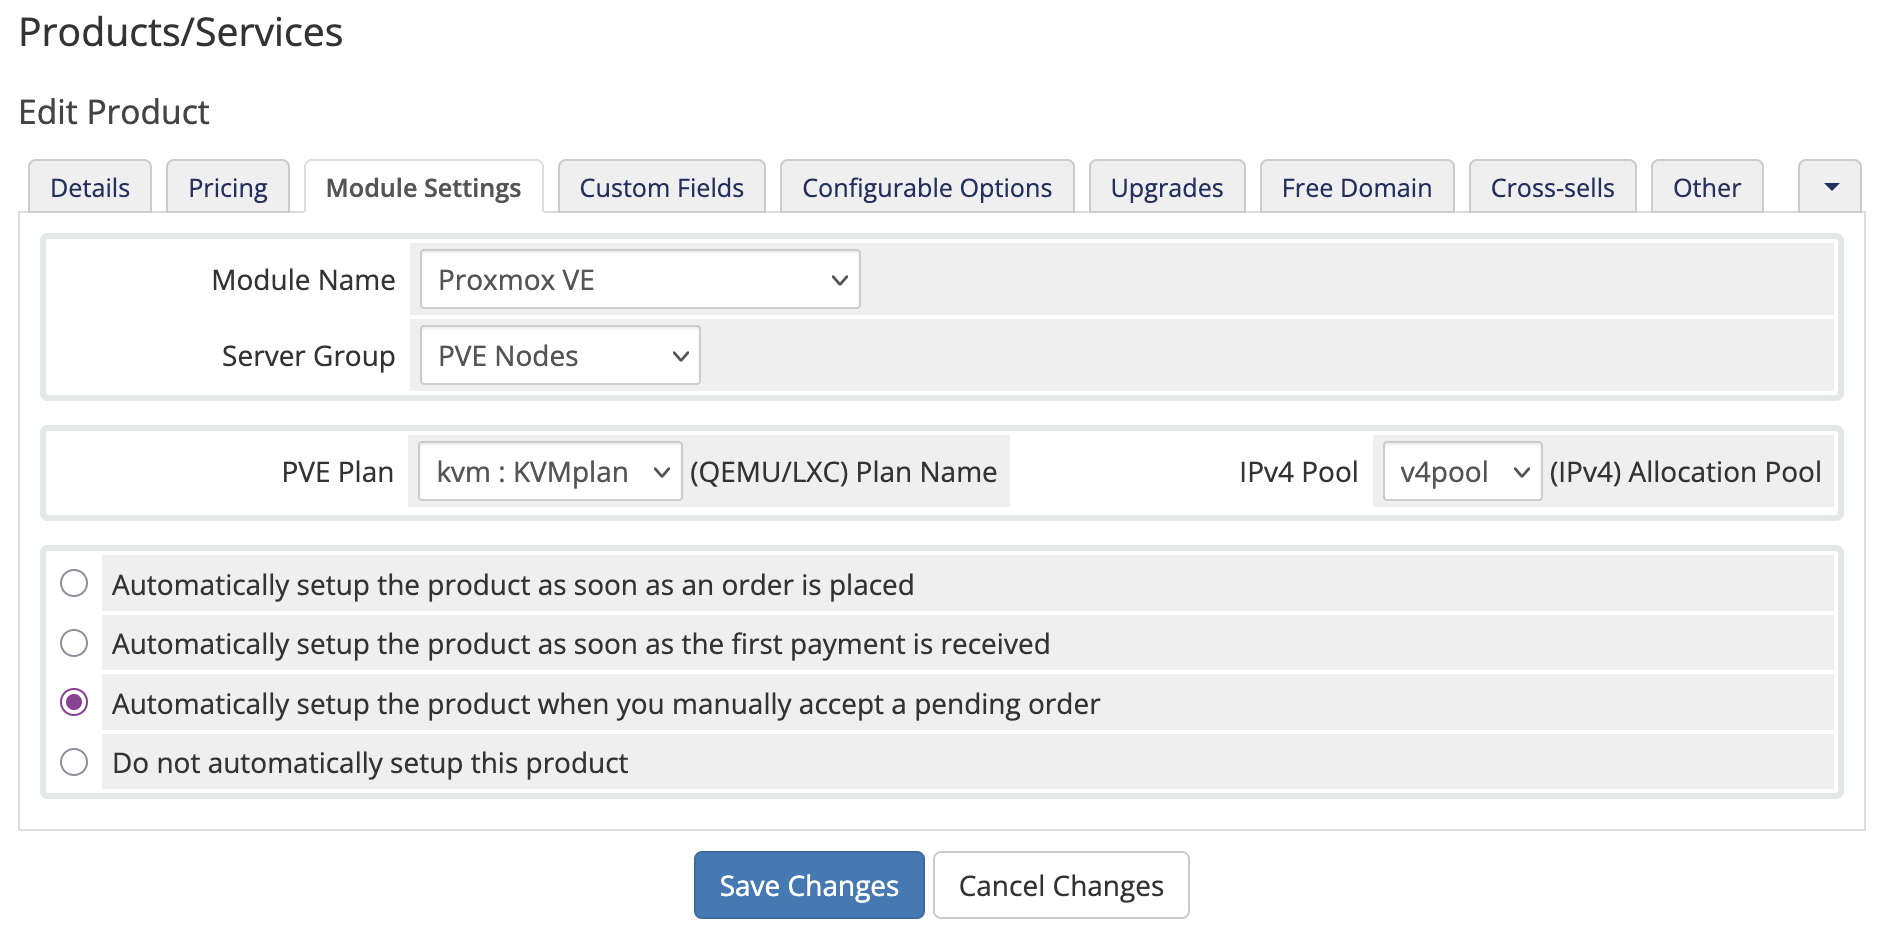 Products/Services
Edit Product
Details Pricing Module Settings Custom Fields Configurable Options Upgrades Free Domain Cross-sells Other
Module Name Proxmox VE
Server Group PVE Nodes
PVE Plan kvm : KVMplan (QEMU/LXC) Plan Name IPv4 Pool v4pool (IPv4) Allocation Pool
Automatically setup the product as soon as an order is placed
Automatically setup the product as soon as the first payment is received
Automatically setup the product when you manually accept a pending order
Do not automatically setup this product
Save Changes Cancel Changes